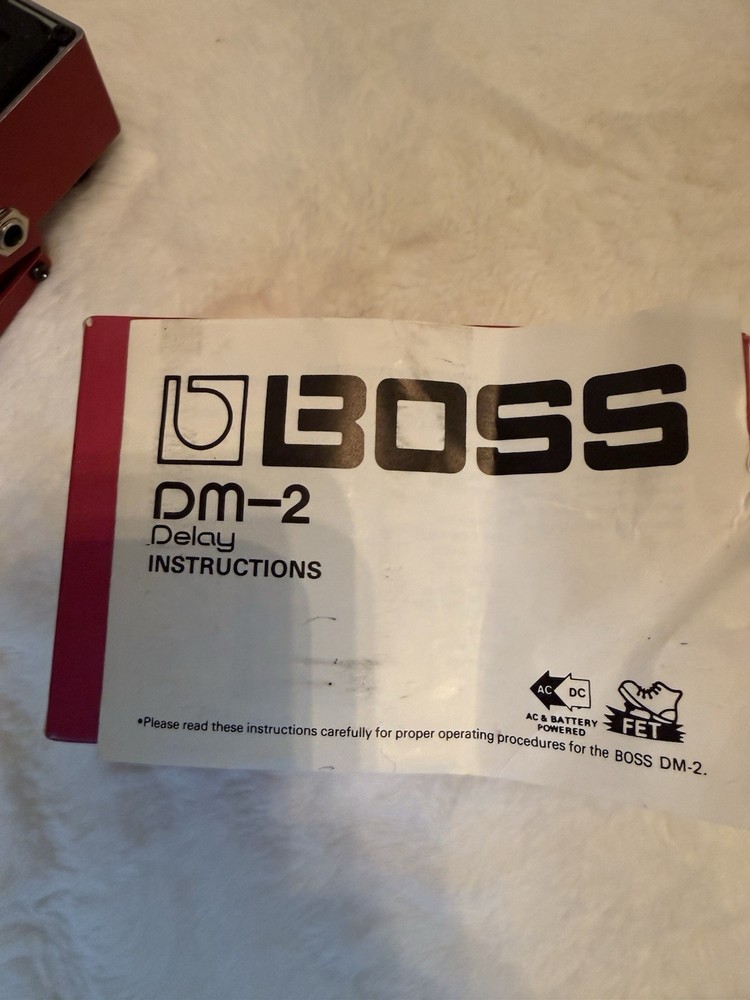 BOSS
DM-2
Delay
INSTRUCTIONS
AC DC
AC & BATTERY
POWERED
FET
•Please read these instructions carefully for proper operating procedures for the BOSS DM-2.